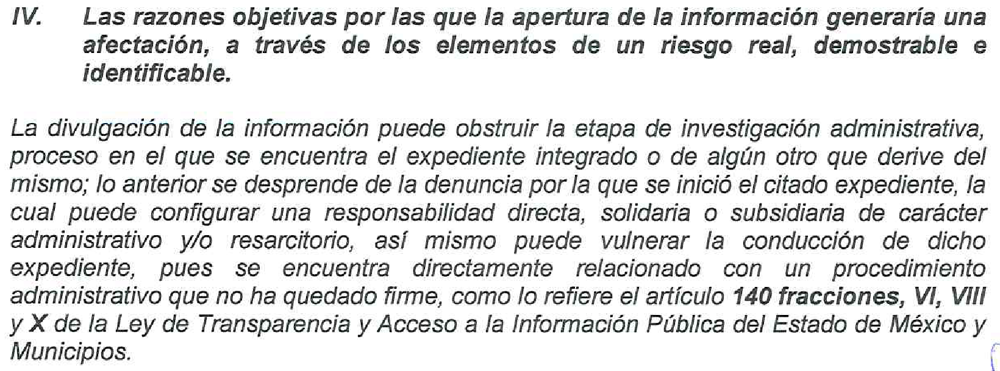 IV. Las razones objetivas por las que la apertura de la información generaría una
afectación, a través de los elementos de un riesgo real, demostrable e
identificable.
La divulgación de la información puede obstruir la etapa de investigación administrativa,
proceso en el que se encuentra el expediente integrado o de algún otro que derive del
mismo; lo anterior se desprende de la denuncia por la que se inició el citado expediente, la
cual puede configurar una responsabilidad directa, solidaria o subsidiaria de carácter
administrativo y/o resarcitorio, así mismo puede vulnerar la conducción de dicho
expediente, pues se encuentra directamente relacionado con un procedimiento
administrativo que no ha quedado firme, como lo refiere el artículo 140 fracciones, VI, VIII
y X de la Ley de Transparencia y Acceso a la Información Pública del Estado de México y
Municipios.